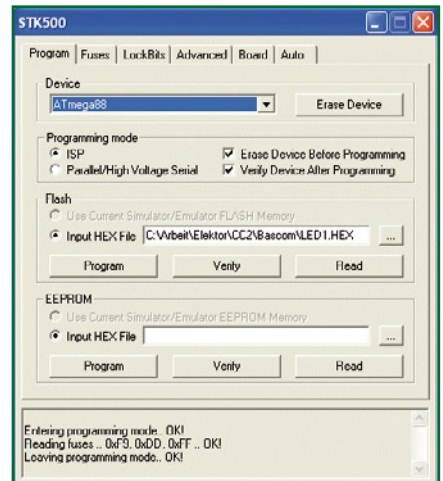 STK500
Program Fuses LockBits Advanced Board Auto
Device
ATmega88 Erase Device
Programming mode
ISP Erase Device Before Programming
Parallel/High Voltage Serial Verify Device After Programming
Flash
Use Current Simulator/Emulator FLASH Memory
Input HEX File C:\Arbeit\Elektor\CC2\Bascom\LED1.HEX ...
Program Verify Read
EEPROM
Use Current Simulator/Emulator EEPROM Memory
Input HEX File ...
Program Verify Read
Entering programming mode.. OK!
Reading fuses .. 0xF9, 0xDD, 0xFF .. OK!
Leaving programming mode.. OK!